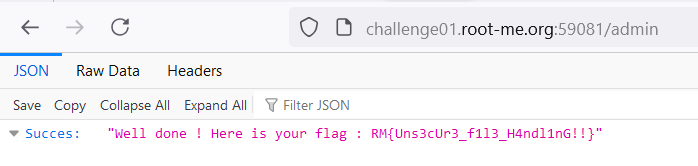 challenge01.root-me.org:59081/admin
JSON Raw Data Headers
Save Copy Collapse All Expand All Filter JSON
Succes: "Well done ! Here is your flag : RM{Uns3cUr3_f1l3_H4ndl1nG!!}"